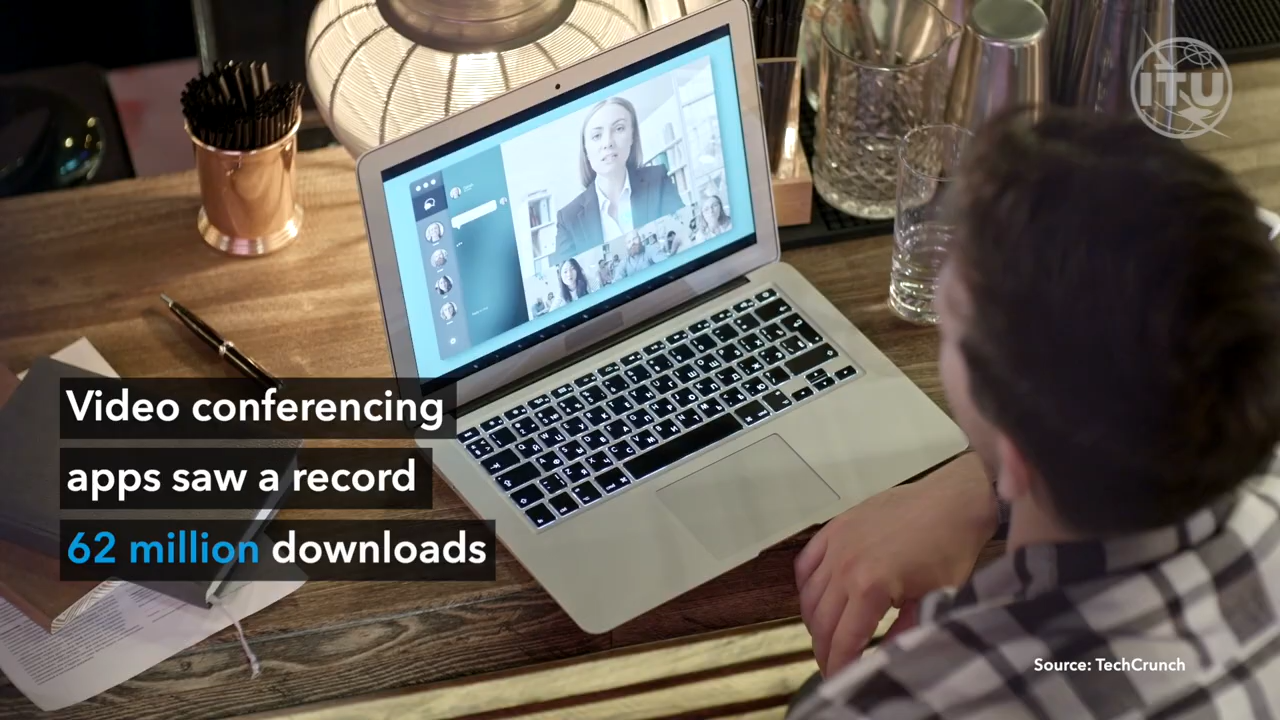 ITU
Video conferencing
apps saw a record
62 million downloads
Source: TechCrunch